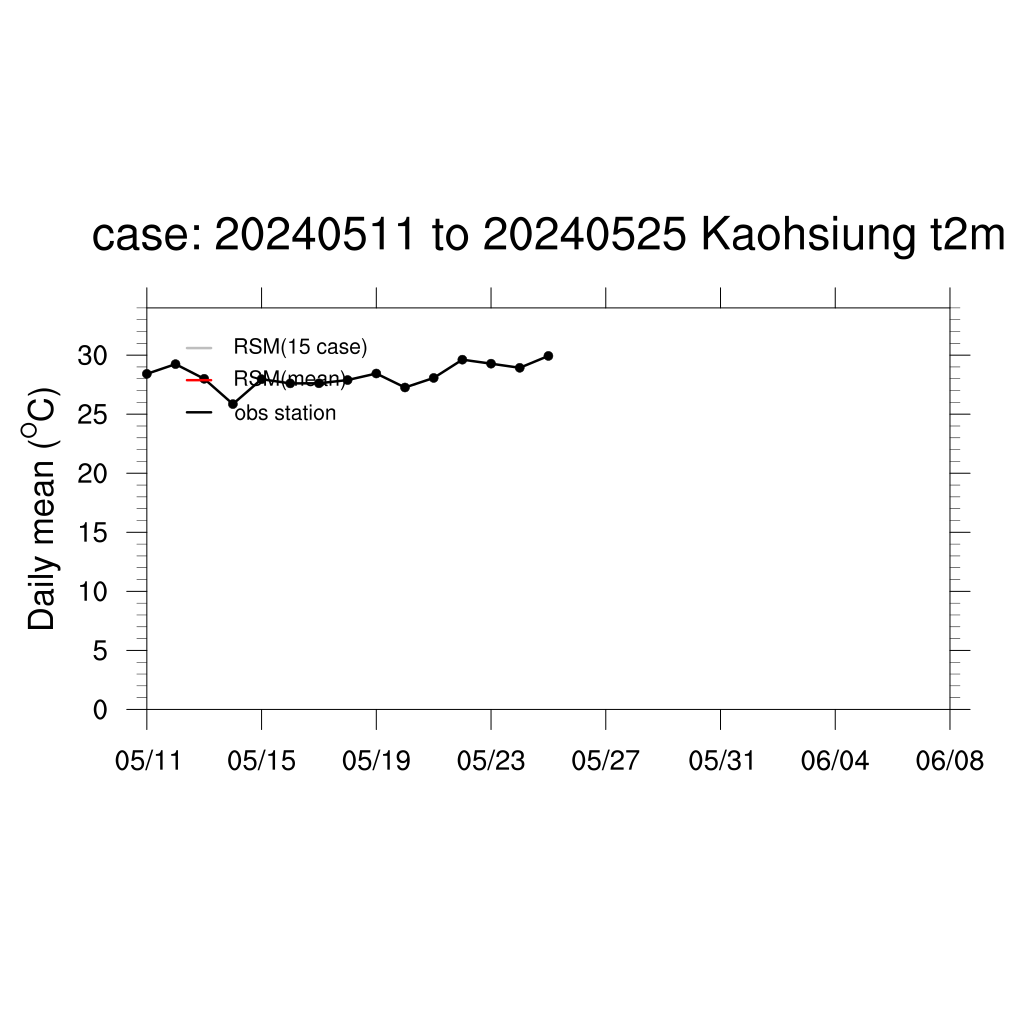 case: 20240511 to 20240525 Kaohsiung t2m
RSM(15 case)
RSM(mean)
obs station
Daily mean (°C)
30
25
20
15
10
5
0
05/11 05/15 05/19 05/23 05/27 05/31 06/04 06/08